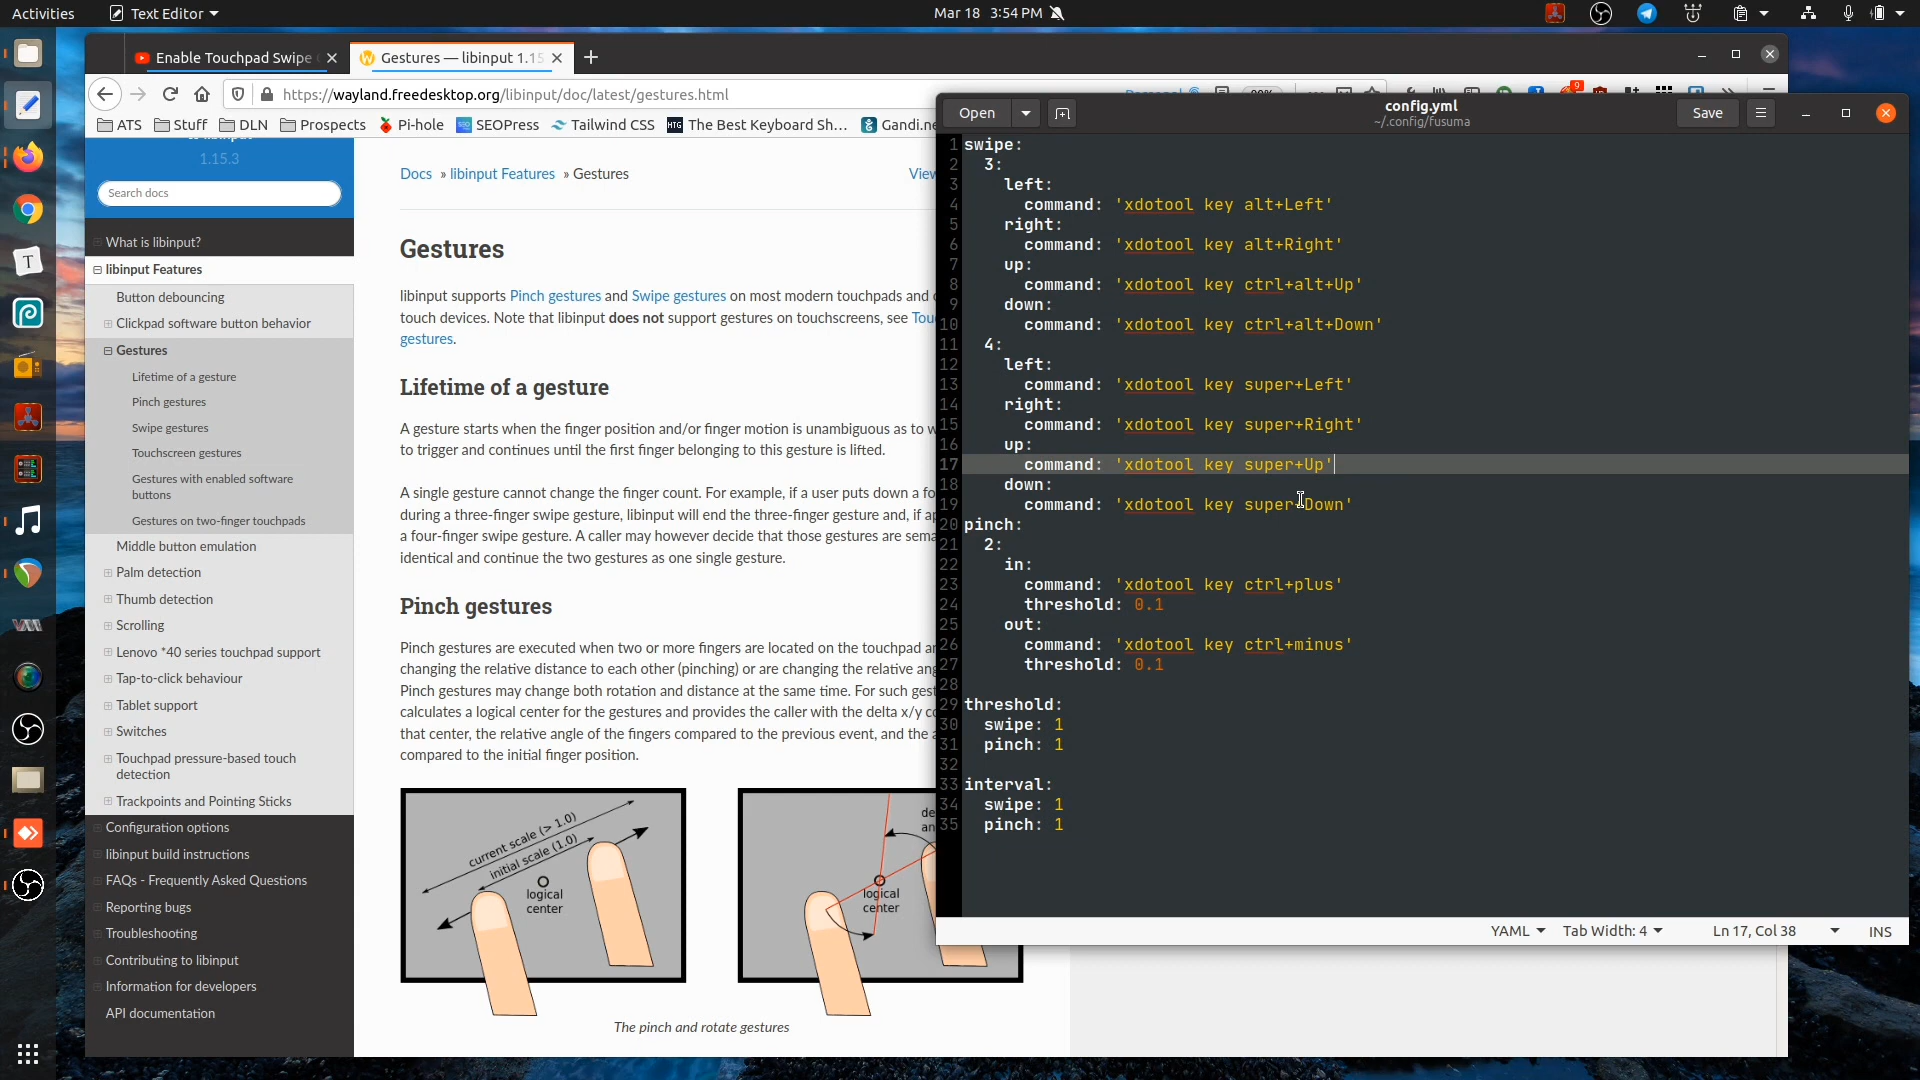 Activities
Text Editor
Mar 18 3:54 PM
Enable Touchpad Swipe
Gestures — libinput 1.15
https://wayland.freedesktop.org/libinput/doc/latest/gestures.html
ATS
Stuff
DLN
Prospects
Pi-hole
SEOPress
Tailwind CSS
HTG
The Best Keyboard Sh...
Gandi.ne
9
1.15.3
Search docs
What is libinput?
libinput Features
Button debouncing
Clickpad software button behavior
Gestures
Lifetime of a gesture
Pinch gestures
Swipe gestures
Touchscreen gestures
Gestures with enabled software
buttons
Gestures on two-finger touchpads
Middle button emulation
Palm detection
Thumb detection
Scrolling
Lenovo *40 series touchpad support
Tap-to-click behaviour
Tablet support
Switches
Touchpad pressure-based touch
detection
Trackpoints and Pointing Sticks
Configuration options
libinput build instructions
FAQs - Frequently Asked Questions
Reporting bugs
Troubleshooting
Contributing to libinput
Information for developers
API documentation
Docs » libinput Features » Gestures
View
Gestures
libinput supports Pinch gestures and Swipe gestures on most modern touchpads and
touch devices. Note that libinput does not support gestures on touchscreens, see
gestures.
Lifetime of a gesture
A gesture starts when the finger position and/or finger motion is unambiguous as to
to trigger and continues until the first finger belonging to this gesture is lifted.
A single gesture cannot change the finger count. For example, if a user puts down a
during a three-finger swipe gesture, libinput will end the three-finger gesture and, if
a four-finger swipe gesture. A caller may however decide that those gestures are
identical and continue the two gestures as one single gesture.
Pinch gestures
Pinch gestures are executed when two or more fingers are located on the touchpad
changing the relative distance to each other (pinching) or are changing the relative
Pinch gestures may change both rotation and distance at the same time. For such
calculates a logical center for the gestures and provides the caller with the delta x/y
that center, the relative angle of the fingers compared to the previous event, and the
compared to the initial finger position.
current scale (> 1.0)
initial scale (1.0)
logical
center
de
an
logical
center
The pinch and rotate gestures
Open
config.yml
~/.config/fusuma
Save
1 swipe:
2 3:
3 left:
4 command: 'xdotool key alt+Left'
5 right:
6 command: 'xdotool key alt+Right'
7 up:
8 command: 'xdotool key ctrl+alt+Up'
9 down:
10 command: 'xdotool key ctrl+alt+Down'
11 4:
12 left:
13 command: 'xdotool key super+Left'
14 right:
15 command: 'xdotool key super+Right'
16 up:
17 command: 'xdotool key super+Up'
18 down:
19 command: 'xdotool key super+Down'
20 pinch:
21 2:
22 in:
23 command: 'xdotool key ctrl+plus'
24 threshold: 0.1
25 out:
26 command: 'xdotool key ctrl+minus'
27 threshold: 0.1
28
29 threshold:
30 swipe: 1
31 pinch: 1
32
33 interval:
34 swipe: 1
35 pinch: 1
YAML
Tab Width: 4
Ln 17, Col 38
INS